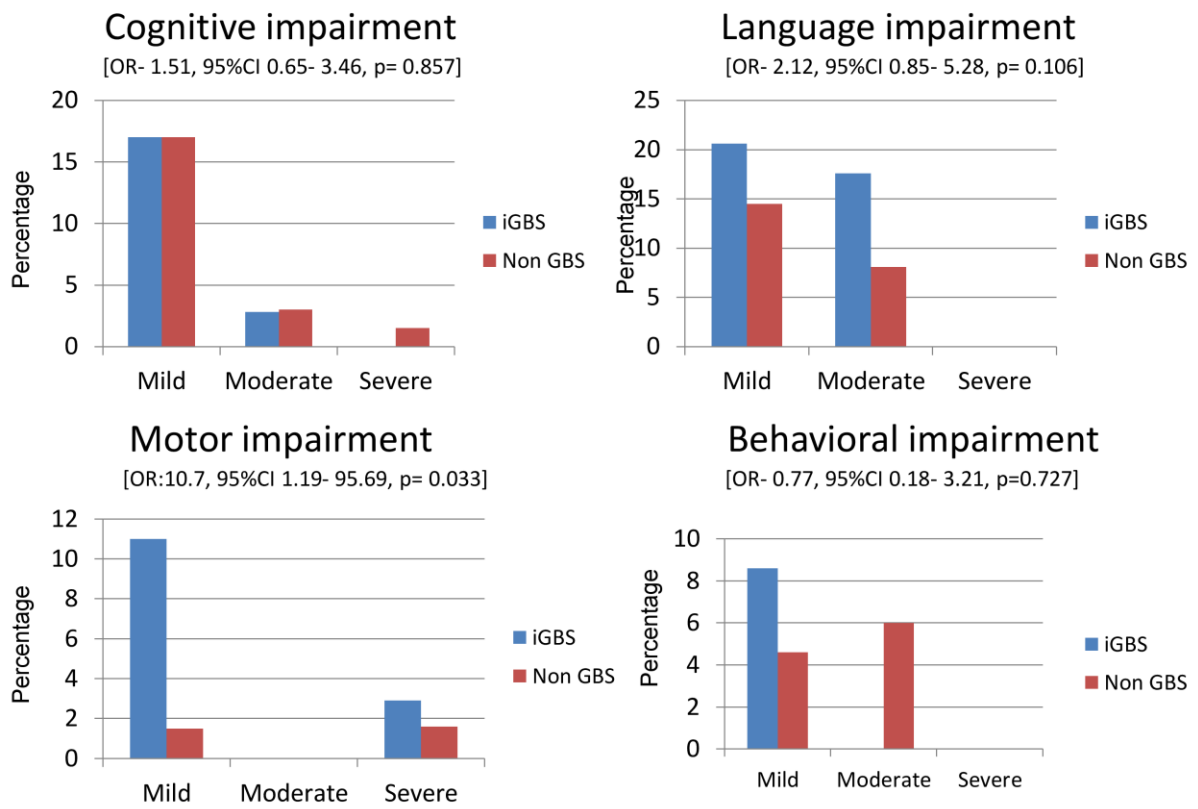 Cognitive impairment
[OR- 1.51, 95%CI 0.65- 3.46, p= 0.857]
20
15
10
5
0
Percentage
Mild Moderate Severe
iGBS
Non GBS
Language impairment
[OR- 2.12, 95%CI 0.85- 5.28, p= 0.106]
25
20
15
10
5
0
Percentage
Mild Moderate Severe
iGBS
Non GBS
Motor impairment
[OR:10.7, 95%CI 1.19- 95.69, p= 0.033]
12
10
8
6
4
2
0
Percentage
Mild Moderate Severe
iGBS
Non GBS
Behavioral impairment
[OR- 0.77, 95%CI 0.18- 3.21, p=0.727]
10
8
6
4
2
0
Percentage
Mild Moderate Severe
iGBS
Non GBS